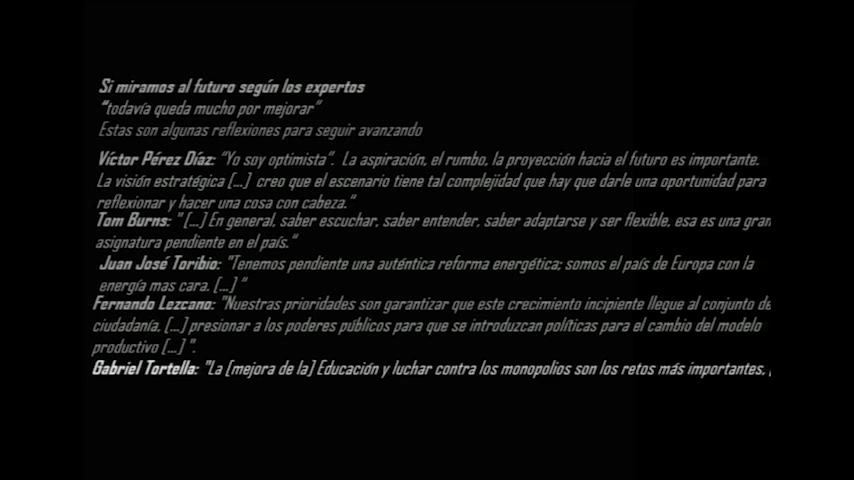 Si miramos al futuro según los expertos
“todavía queda mucho por mejorar”
Estas son algunas reflexiones para seguir avanzando
Víctor Pérez Díaz: “Yo soy optimista”. La aspiración, el rumbo, la proyección hacia el futuro es importante.
La visión estratégica [...] creo que el escenario tiene tal complejidad que hay que darle una oportunidad para
reflexionar y hacer una cosa con cabeza.“
Tom Burns: " [...] En general, saber escuchar, saber entender, saber adaptarse y ser flexible, esa es una gran
asignatura pendiente en el país.“
Juan José Toribio: "Tenemos pendiente una auténtica reforma energética; somos el país de Europa con la
energía mas cara. [...] “
Fernando Lezcano: "Nuestras prioridades son garantizar que este crecimiento incipiente llegue al conjunto de
ciudadanía, [...] presionar a los poderes públicos para que se introduzcan políticas para el cambio del modelo
productivo [...] ".
Gabriel Tortella: "La [mejora de la] Educación y luchar contra los monopolios son los retos más importantes,